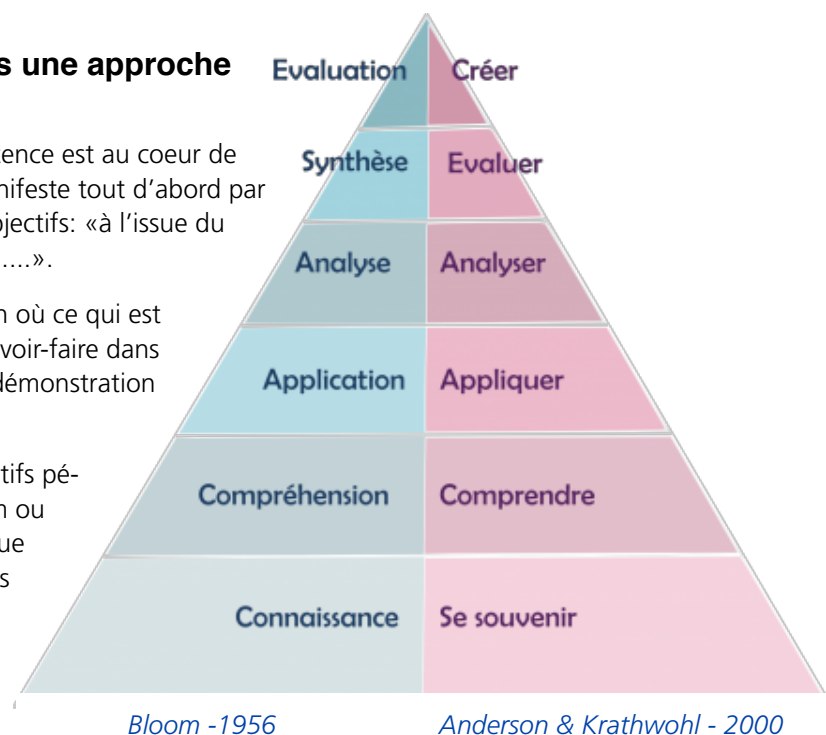 s une approche
tence est au coeur de
nifeste tout d'abord par
bjectifs: «à l'issue du
....».
n où ce qui est
voir-faire dans
démonstration
tifs pé-
n ou
ue
s
Evaluation Créer
Synthèse Evaluer
Analyse Analyser
Application Appliquer
Compréhension Comprendre
Connaissance Se souvenir
Bloom -1956 Anderson & Krathwohl - 2000